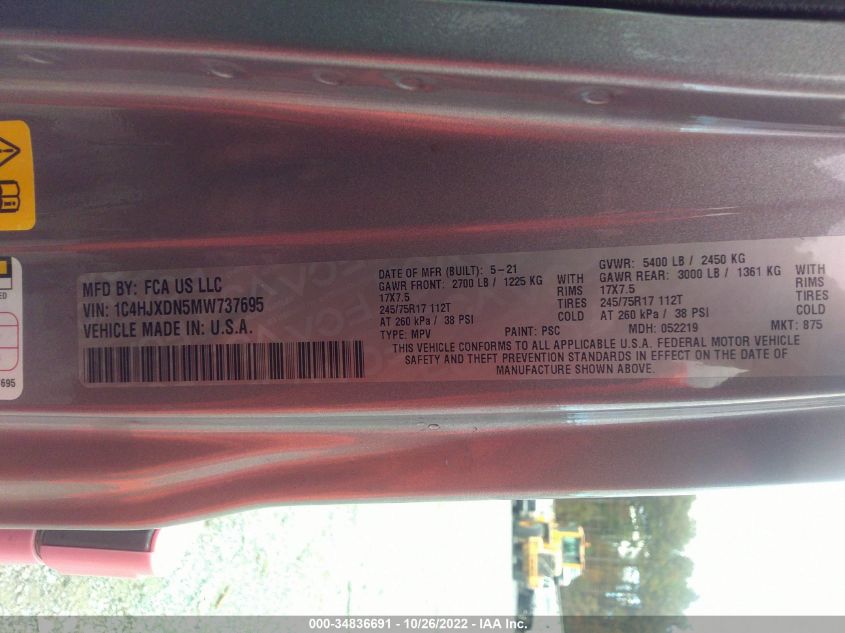 MFD BY: FCA US LLC
VIN: 1C4HJXDN5MW737695
VEHICLE MADE IN: U.S.A.
DATE OF MFR (BUILT): 5-21
GAWR FRONT: 2700 LB / 1225 KG WITH
17X7.5 RIMS
245/75R17 112T
AT 260 kPa / 38 PSI COLD
TYPE: MPV PAINT: PSC
GVWR: 5400 LB / 2450 KG
GAWR REAR: 3000 LB / 1361 KG WITH
17X7.5 RIMS
245/75R17 112T
AT 260 kPa / 38 PSI COLD
MDH: 052219 MKT: 875
THIS VEHICLE CONFORMS TO ALL APPLICABLE U.S.A. FEDERAL MOTOR VEHICLE
SAFETY AND THEFT PREVENTION STANDARDS IN EFFECT ON THE DATE OF
MANUFACTURE SHOWN ABOVE.
7695
000-34836691 - 10/26/2022 - IAA Inc.